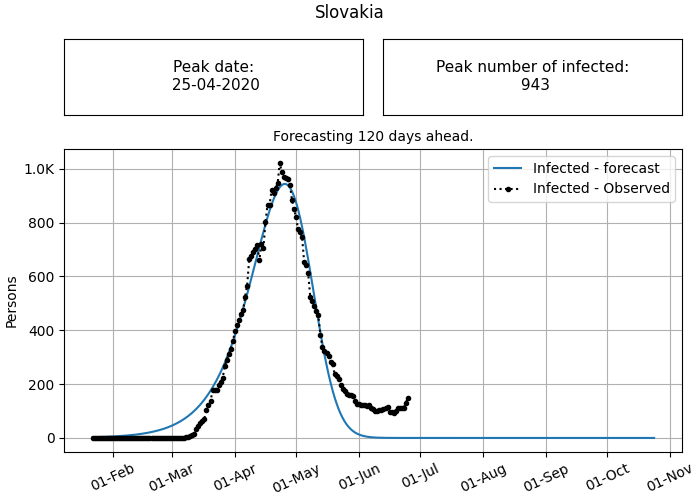 Slovakia
Peak date:
25-04-2020
Peak number of infected:
943
Forecasting 120 days ahead.
Infected - forecast
Infected - Observed
Persons
1.0K
800
600
400
200
0
01-Feb
01-Mar
01-Apr
01-May
01-Jun
01-Jul
01-Aug
01-Sep
01-Oct
01-Nov